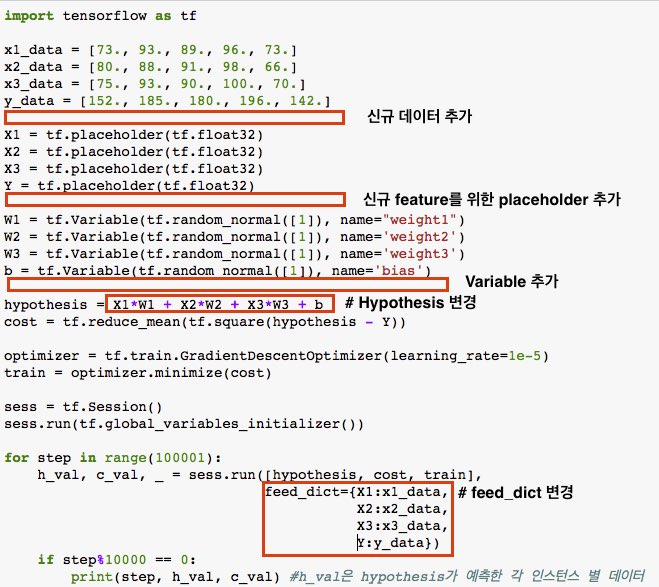 import tensorflow as tf
x1_data = [73., 93., 89., 96., 73.]
x2_data = [80., 88., 91., 98., 66.]
x3_data = [75., 93., 90., 100., 70.]
y_data = [152., 185., 180., 196., 142.]
신규 데이터 추가
X1 = tf.placeholder(tf.float32)
X2 = tf.placeholder(tf.float32)
X3 = tf.placeholder(tf.float32)
Y = tf.placeholder(tf.float32)
신규 feature를 위한 placeholder 추가
W1 = tf.Variable(tf.random_normal([1]), name="weight1")
W2 = tf.Variable(tf.random_normal([1]), name='weight2')
W3 = tf.Variable(tf.random_normal([1]), name='weight3')
b = tf.Variable(tf.random_normal([1]), name='bias')
Variable 추가
hypothesis = X1*W1 + X2*W2 + X3*W3 + b # Hypothesis 변경
cost = tf.reduce_mean(tf.square(hypothesis - Y))
optimizer = tf.train.GradientDescentOptimizer(learning_rate=1e-5)
train = optimizer.minimize(cost)
sess = tf.Session()
sess.run(tf.global_variables_initializer())
for step in range(100001):
h_val, c_val, _ = sess.run([hypothesis, cost, train],
feed_dict={X1:x1_data, # feed_dict 변경
X2:x2_data,
X3:x3_data,
Y:y_data})
if step%10000 == 0:
print(step, h_val, c_val) #h_val은 hypothesis가 예측한 각 인스턴스 별 데이터